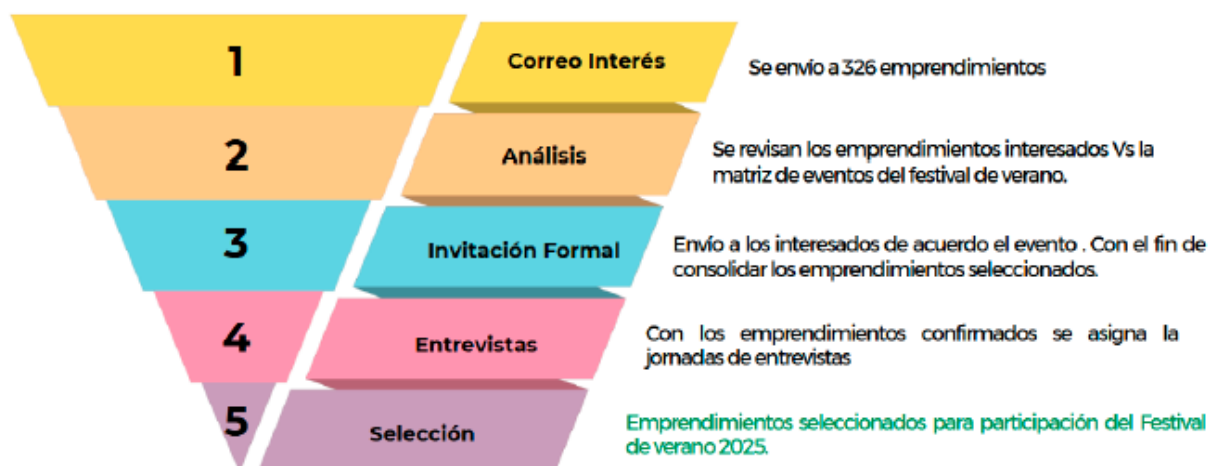 1
Correo Interés
Se envío a 326 emprendimientos
2
Análisis
Se revisan los emprendimientos interesados Vs la
matriz de eventos del festival de verano.
3
Invitación Formal
Envío a los interesados de acuerdo el evento . Con el fin de
consolidar los emprendimientos seleccionados.
4
Entrevistas
Con los emprendimientos confirmados se asigna la
jornadas de entrevistas
5
Selección
Emprendimientos seleccionados para participación del Festival
de verano 2025.